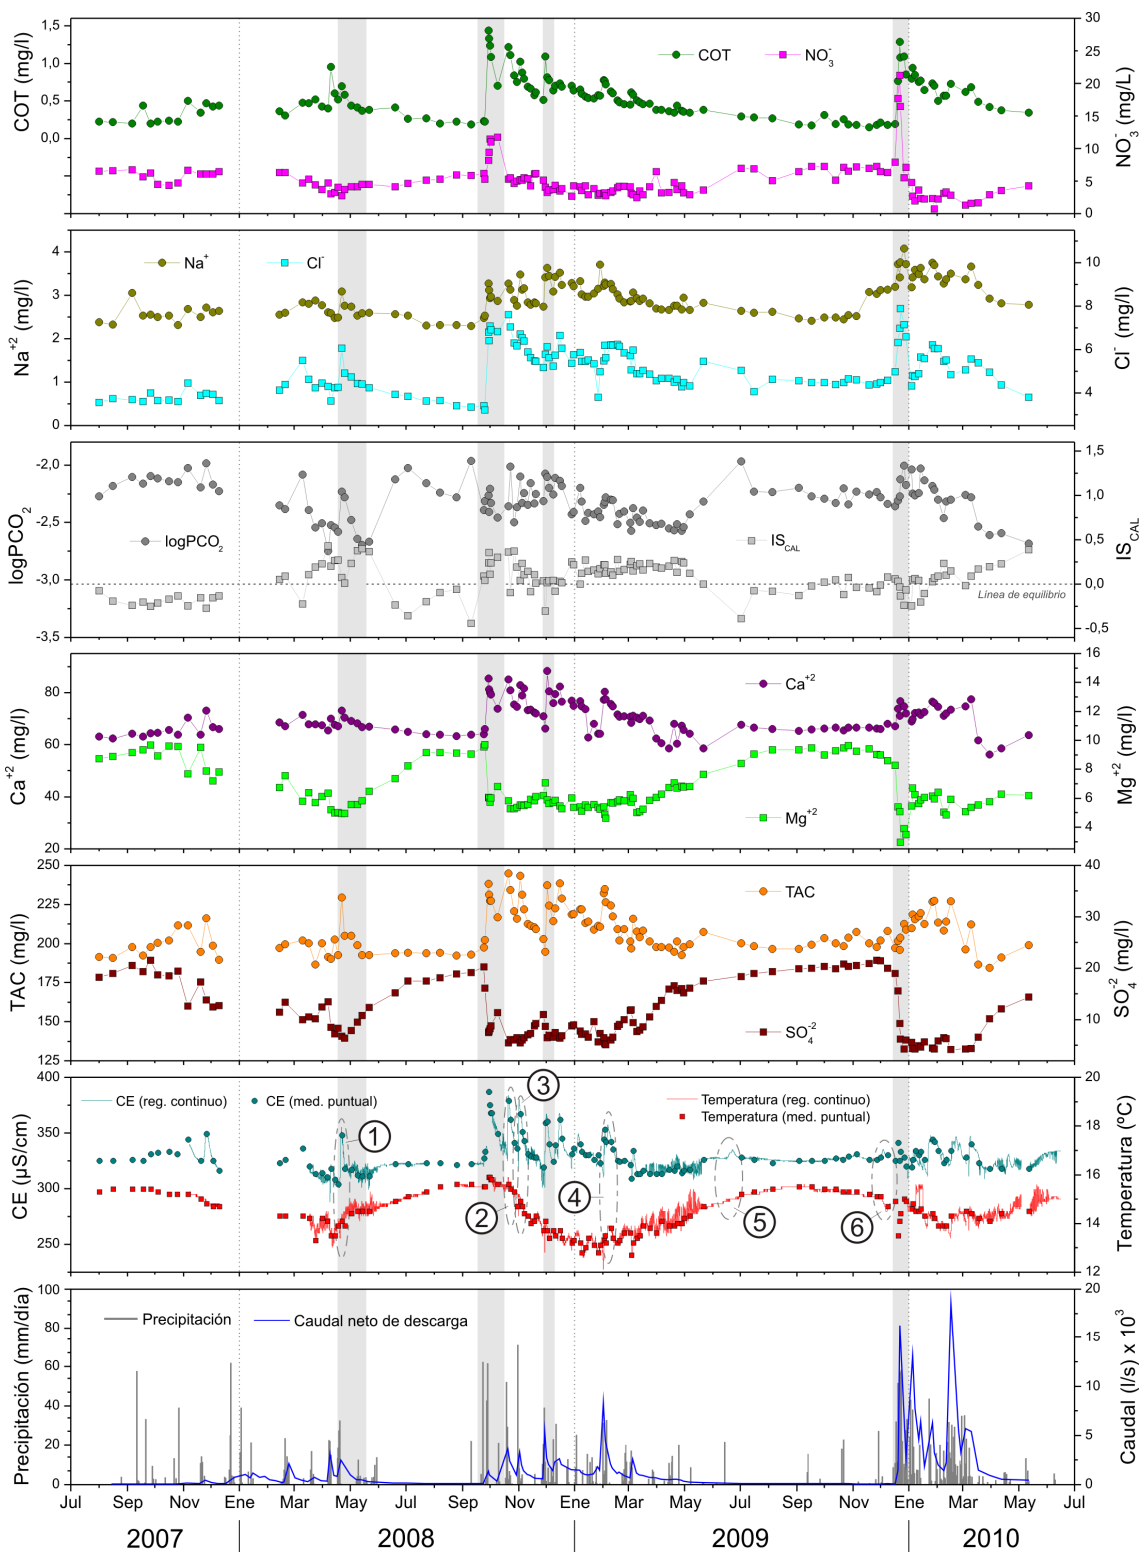 COT (mg/l)
1,5
1,0
0,5
0,0
COT
NO₃⁻
30
25
20
15
10
5
0
NO₃⁻ (mg/L)
Na⁺² (mg/l)
4
3
2
1
0
Na⁺
Cl⁻
10
8
6
4
Cl⁻ (mg/l)
logPCO₂
-2,0
-2,5
-3,0
-3,5
logPCO₂
IS_CAL
Línea de equilibrio
1,5
1,0
0,5
0,0
-0,5
IS_CAL
Ca⁺² (mg/l)
80
60
40
20
Ca⁺²
Mg⁺²
16
14
12
10
8
6
4
Mg⁺² (mg/l)
TAC (mg/l)
250
225
200
175
150
125
TAC
SO₄⁻²
40
30
20
10
SO₄⁻² (mg/l)
CE (µS/cm)
400
350
300
250
CE (reg. continuo)
CE (med. puntual)
Temperatura (reg. continuo)
Temperatura (med. puntual)
1
2
3
4
5
6
20
18
16
14
12
Temperatura (ºC)
Precipitación (mm/día)
100
80
60
40
20
0
Precipitación
Caudal neto de descarga
20
15
10
5
0
Caudal (l/s) x 10³
Jul Sep Nov Ene Mar May Jul Sep Nov Ene Mar May Jul Sep Nov Ene Mar May Jul
2007 2008 2009 2010